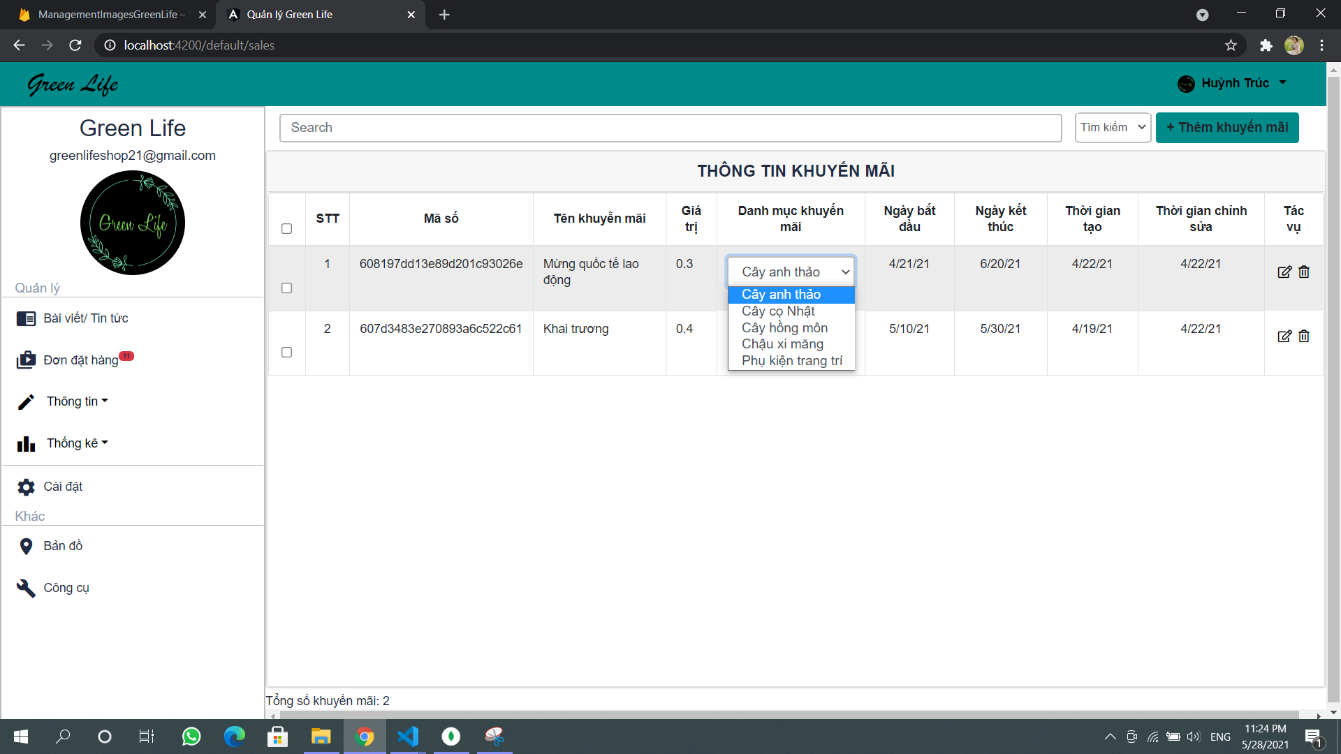 ManagementImagesGreenLife –
Quản lý Green Life
localhost:4200/default/sales
Green Life
Huỳnh Trúc
Green Life
greenlifeshop21@gmail.com
Green Life
Quản lý
Bài viết/ Tin tức
Đơn đặt hàng 11
Thông tin
Thống kê
Cài đặt
Khác
Bản đồ
Công cụ
Search
Tìm kiếm
+ Thêm khuyến mãi
THÔNG TIN KHUYẾN MÃI
STT Mã số Tên khuyễn mãi Giá trị Danh mục khuyến mãi Ngày bắt đầu Ngày kết thúc Thời gian tạo Thời gian chỉnh sửa Tác vụ
1 608197dd13e89d201c93026e Mừng quốc tế lao động 0.3 Cây anh thảo 4/21/21 6/20/21 4/22/21 4/22/21
Cây anh thảo
Cây cọ Nhật
Cây hồng môn
Chậu xi măng
Phụ kiện trang trí
2 607d3483e270893a6c522c61 Khai trương 0.4 5/10/21 5/30/21 4/19/21 4/22/21
Tổng số khuyến mãi: 2
ENG
11:24 PM
5/28/2021
1